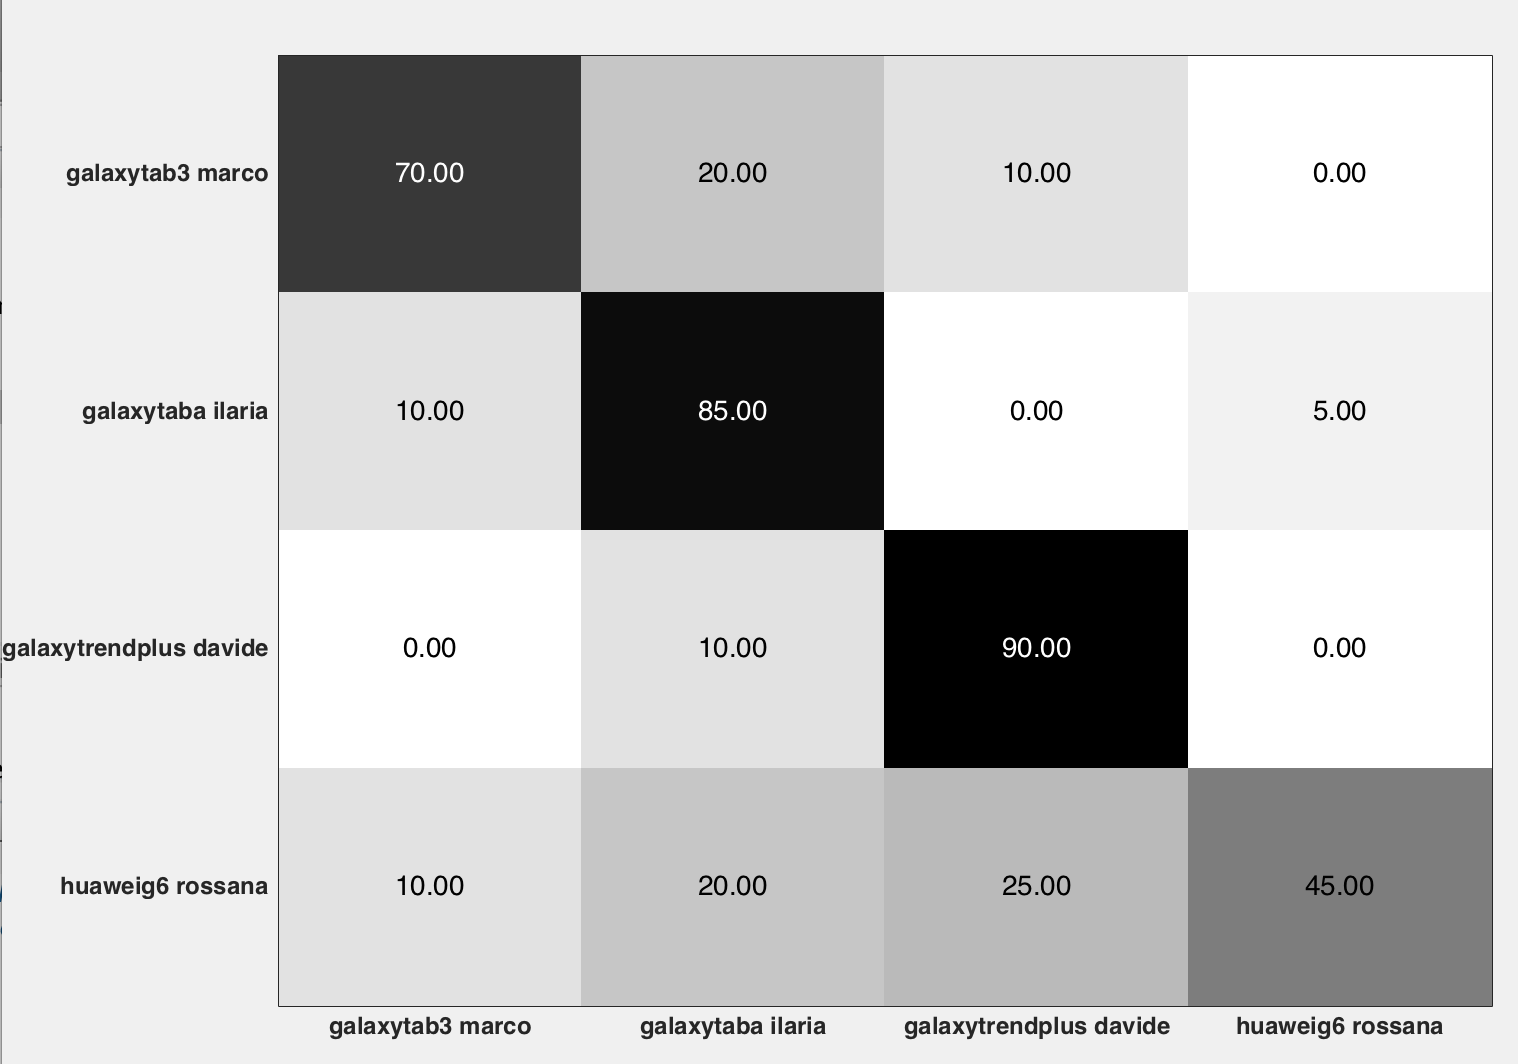 galaxytab3 marco 70.00 20.00 10.00 0.00
galaxytaba ilaria 10.00 85.00 0.00 5.00
galaxytrendplus davide 0.00 10.00 90.00 0.00
huaweig6 rossana 10.00 20.00 25.00 45.00
galaxytab3 marco galaxytaba ilaria galaxytrendplus davide huaweig6 rossana